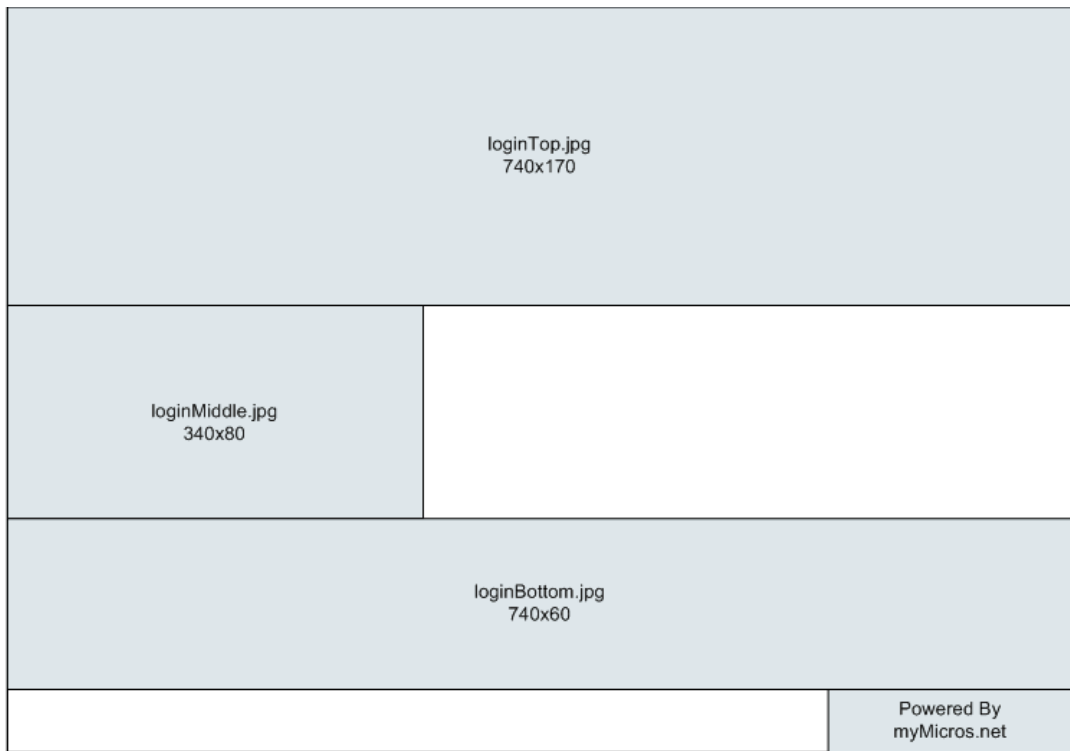 loginTop.jpg
740x170
loginMiddle.jpg
340x80
loginBottom.jpg
740x60
Powered By
myMicros.net